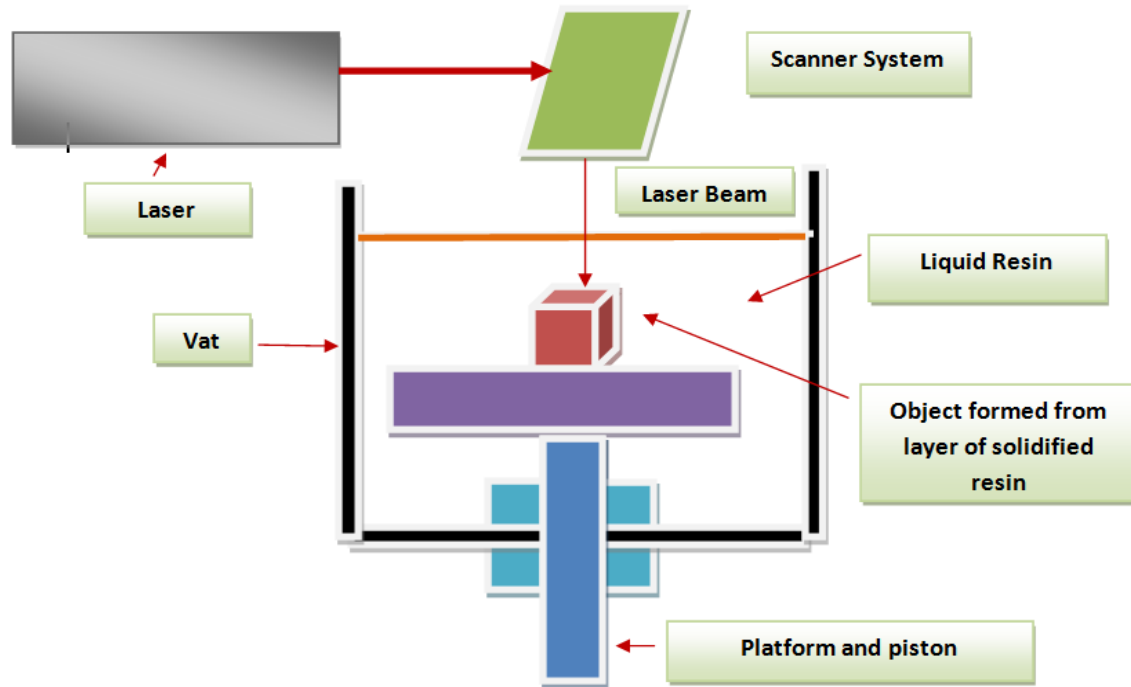 Scanner System
Laser Beam
Laser
Liquid Resin
Vat
Object formed from
layer of solidified
resin
Platform and piston